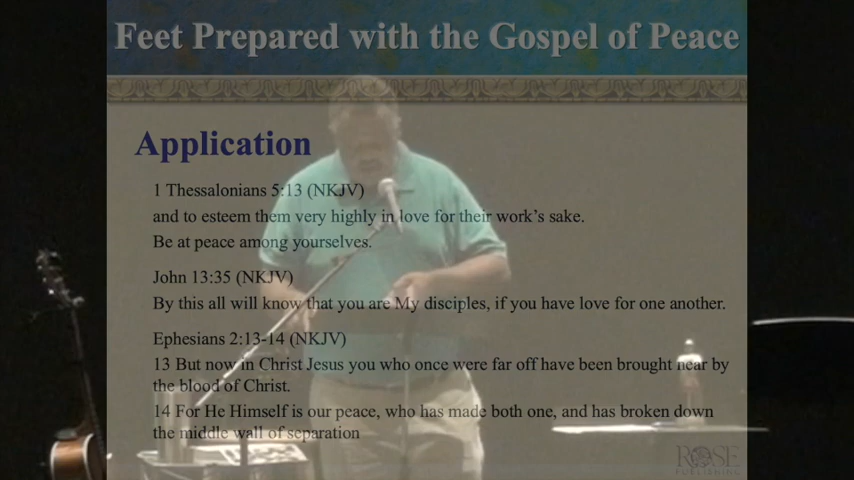 Feet Prepared with the Gospel of Peace
Application
1 Thessalonians 5:13 (NKJV)
and to esteem them very highly in love for their work's sake.
Be at peace among yourselves.
John 13:35 (NKJV)
By this all will know that you are My disciples, if you have love for one another.
Ephesians 2:13-14 (NKJV)
13 But now in Christ Jesus you who once were far off have been brought near by
the blood of Christ.
14 For He Himself is our peace, who has made both one, and has broken down
the middle wall of separation
ROSE
PUBLISHING